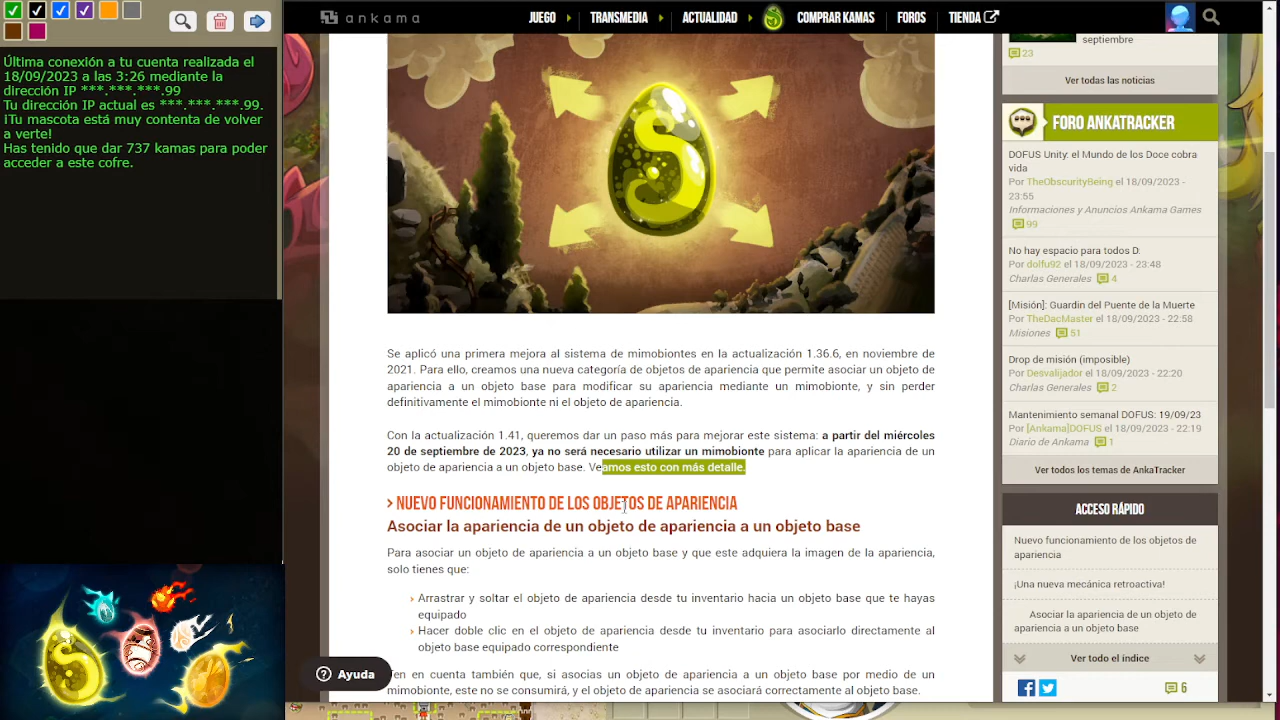 Última conexión a tu cuenta realizada el
18/09/2023 a las 3:26 mediante la
dirección IP ***.***.***.99
Tu dirección IP actual es ***.***.***.99.
¡Tu mascota está muy contenta de volver
a verte!
Has tenido que dar 737 kamas para poder
acceder a este cofre.
ankama
JUEGO
TRANSMEDIA
ACTUALIDAD
COMPRAR KAMAS
FOROS
TIENDA
Se aplicó una primera mejora al sistema de mimobiontes en la actualización 1.36.6, en noviembre de
2021. Para ello, creamos una nueva categoría de objetos de apariencia que permite asociar un objeto de
apariencia a un objeto base para modificar su apariencia mediante un mimobionte, y sin perder
definitivamente el mimobionte ni el objeto de apariencia.
Con la actualización 1.41, queremos dar un paso más para mejorar este sistema: a partir del miércoles
20 de septiembre de 2023, ya no será necesario utilizar un mimobionte para aplicar la apariencia de un
objeto de apariencia a un objeto base. Veamos esto con más detalle.
NUEVO FUNCIONAMIENTO DE LOS OBJETOS DE APARIENCIA
Asociar la apariencia de un objeto de apariencia a un objeto base
Para asociar un objeto de apariencia a un objeto base y que este adquiera la imagen de la apariencia,
solo tienes que:
Arrastrar y soltar el objeto de apariencia desde tu inventario hacia un objeto base que te hayas
equipado
Hacer doble clic en el objeto de apariencia desde tu inventario para asociarlo directamente al
objeto base equipado correspondiente
Ten en cuenta también que, si asocias un objeto de apariencia a un objeto base por medio de un
mimobionte, este no se consumirá, y el objeto de apariencia se asociará correctamente al objeto base.
Ayuda
septiembre
23
Ver todas las noticias
FORO ANKATRACKER
DOFUS Unity: el Mundo de los Doce cobra
vida
Por TheObscurityBeing el 18/09/2023 -
23:55
Informaciones y Anuncios Ankama Games
99
No hay espacio para todos D:
Por dolfu92 el 18/09/2023 - 23:48
Charlas Generales 4
[Misión]: Guardin del Puente de la Muerte
Por TheDacMaster el 18/09/2023 - 22:58
Misiones 51
Drop de misión (imposible)
Por Desvalijador el 18/09/2023 - 22:20
Charlas Generales 2
Mantenimiento semanal DOFUS: 19/09/23
Por [Ankama]DOFUS el 18/09/2023 - 22:19
Diario de Ankama 1
Ver todos los temas de AnkaTracker
ACCESO RÁPIDO
Nuevo funcionamiento de los objetos de
apariencia
¡Una nueva mecánica retroactiva!
Asociar la apariencia de un objeto de
apariencia a un objeto base
Ver todo el índice
6